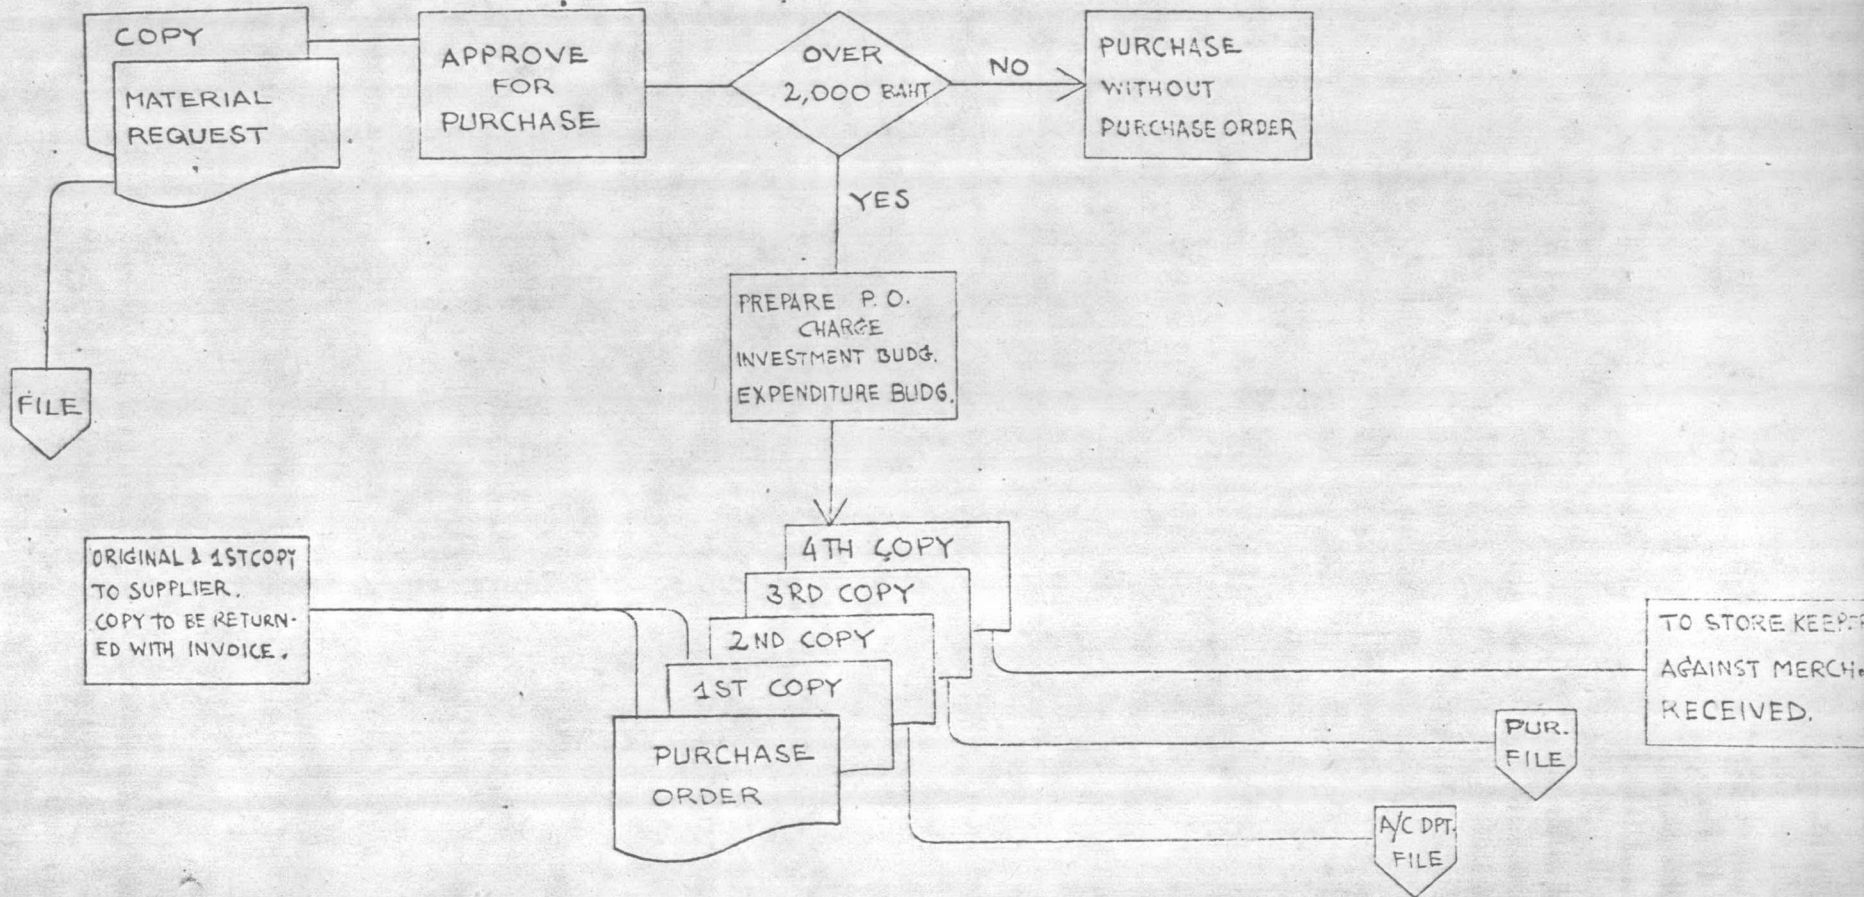 COPY
MATERIAL
REQUEST
APPROVE
FOR
PURCHASE
OVER
2,000 BAHT
NO
PURCHASE
WITHOUT
PURCHASE ORDER
YES
PREPARE P.O.
CHARGE
INVESTMENT BUDG.
EXPENDITURE BUDG.
FILE
ORIGINAL & 1ST COPY
TO SUPPLIER.
COPY TO BE RETURN-
ED WITH INVOICE.
4TH COPY
3RD COPY
2ND COPY
1ST COPY
PURCHASE
ORDER
TO STORE KEEPER
AGAINST MERCH.
RECEIVED.
PUR.
FILE
A/C DPT.
FILE